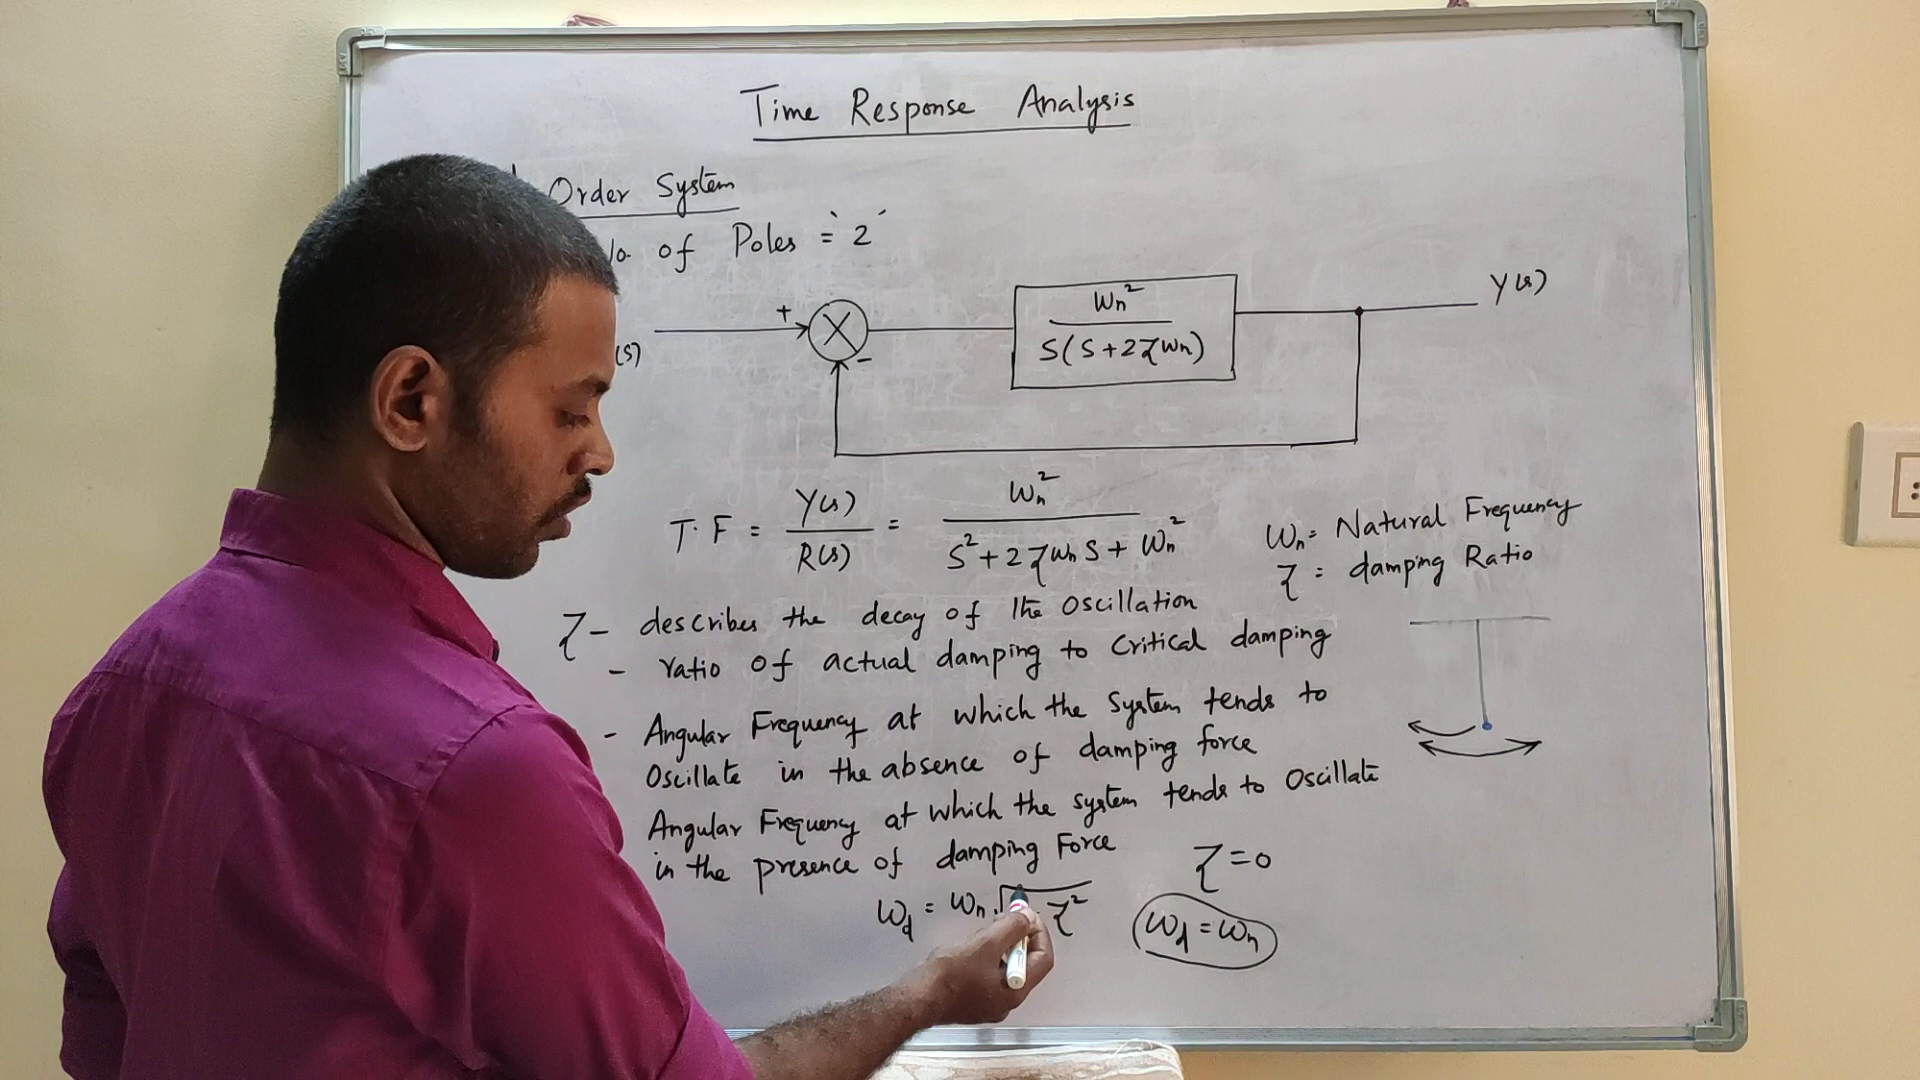 Time Response Analysis
Order System
No. of Poles = '2'
+
-
(s)
Wn²
S(S+2ζWn)
Y(s)
T.F = Y(s) / R(s) = Wn² / S²+2ζWnS+Wn²
Wn = Natural Frequency
ζ = damping Ratio
ζ - describes the decay of the Oscillation
- ratio of actual damping to Critical damping
- Angular Frequency at which the System tends to
Oscillate in the absence of damping force
Angular Frequency at which the system tends to Oscillate
in the presence of damping Force
Wd = Wn √ ζ²
ζ=0
Wd = Wn